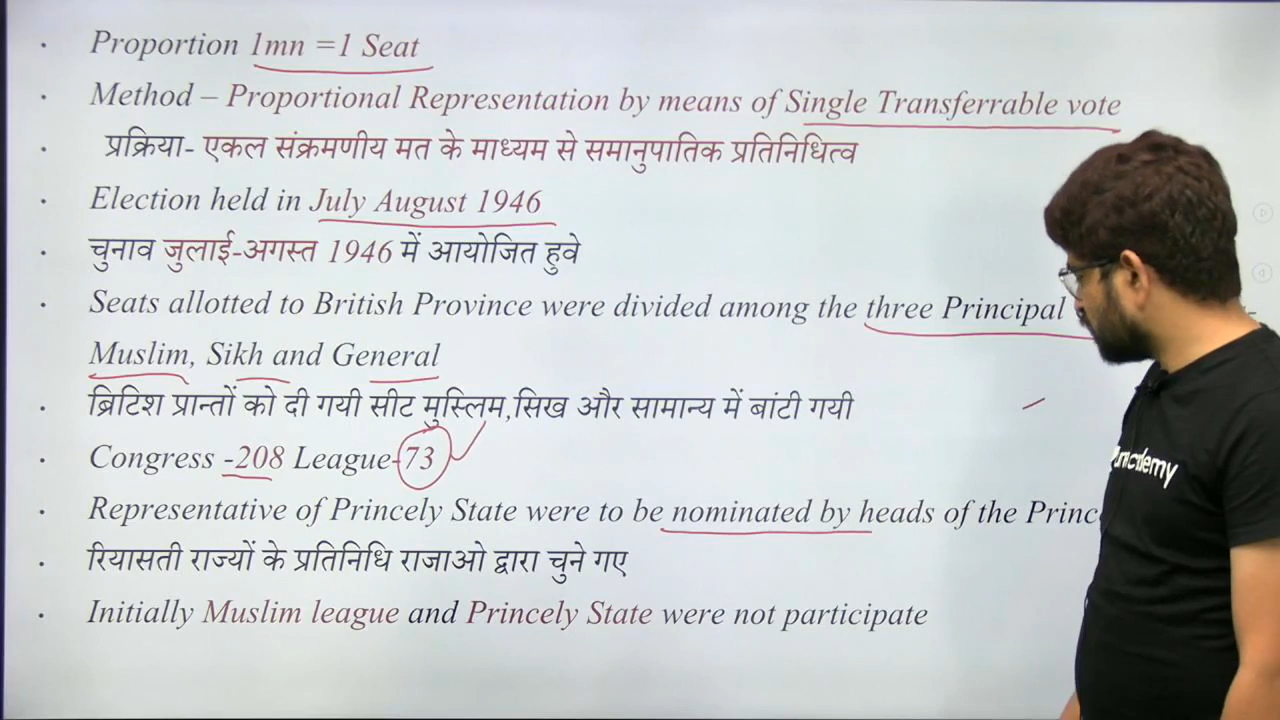 Proportion 1mn =1 Seat
Method – Proportional Representation by means of Single Transferrable vote
प्रक्रिया- एकल संक्रमणीय मत के माध्यम से समानुपातिक प्रतिनिधित्व
Election held in July August 1946
चुनाव जुलाई-अगस्त 1946 में आयोजित हुवे
Seats allotted to British Province were divided among the three Principal
Muslim, Sikh and General
ब्रिटिश प्रान्तों को दी गयी सीट मुस्लिम,सिख और सामान्य में बांटी गयी
Congress -208 League-73
Representative of Princely State were to be nominated by heads of the
रियासती राज्यों के प्रतिनिधि राजाओ द्वारा चुने गए
Initially Muslim league and Princely State were not participate